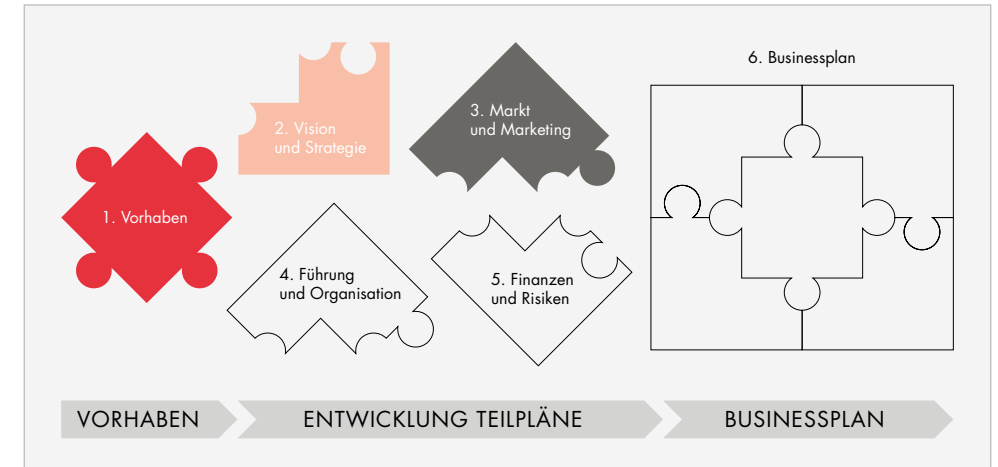 6. Businessplan
3. Markt
und Marketing
2. Vision
und Strategie
1. Vorhaben
4. Führung
und Organisation
5. Finanzen
und Risiken
VORHABEN
ENTWICKLUNG TEILPLÄNE
BUSINESSPLAN